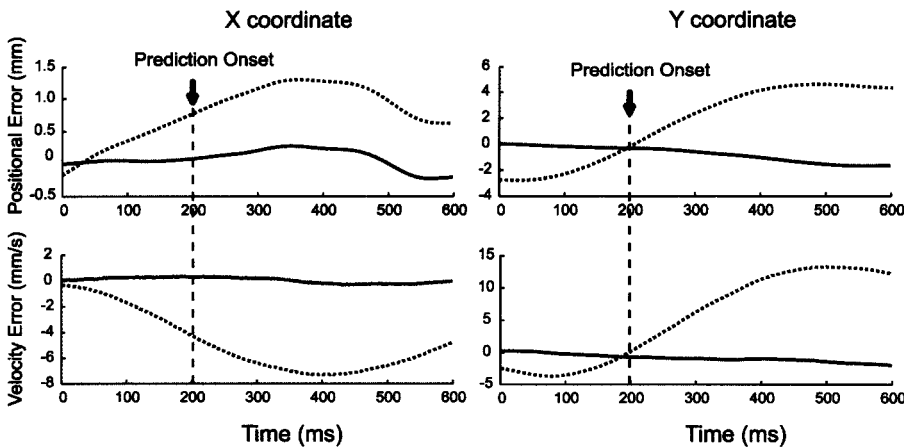 X coordinate
Y coordinate
Positional Error (mm)
1.5
1.0
0.5
0
-0.5
Prediction Onset
0 100 200 300 400 500 600
6
4
2
0
-2
-4
Prediction Onset
0 100 200 300 400 500 600
Velocity Error (mm/s)
2
0
-2
-4
-6
-8
0 100 200 300 400 500 600
15
10
5
0
-5
0 100 200 300 400 500 600
Time (ms)
Time (ms)